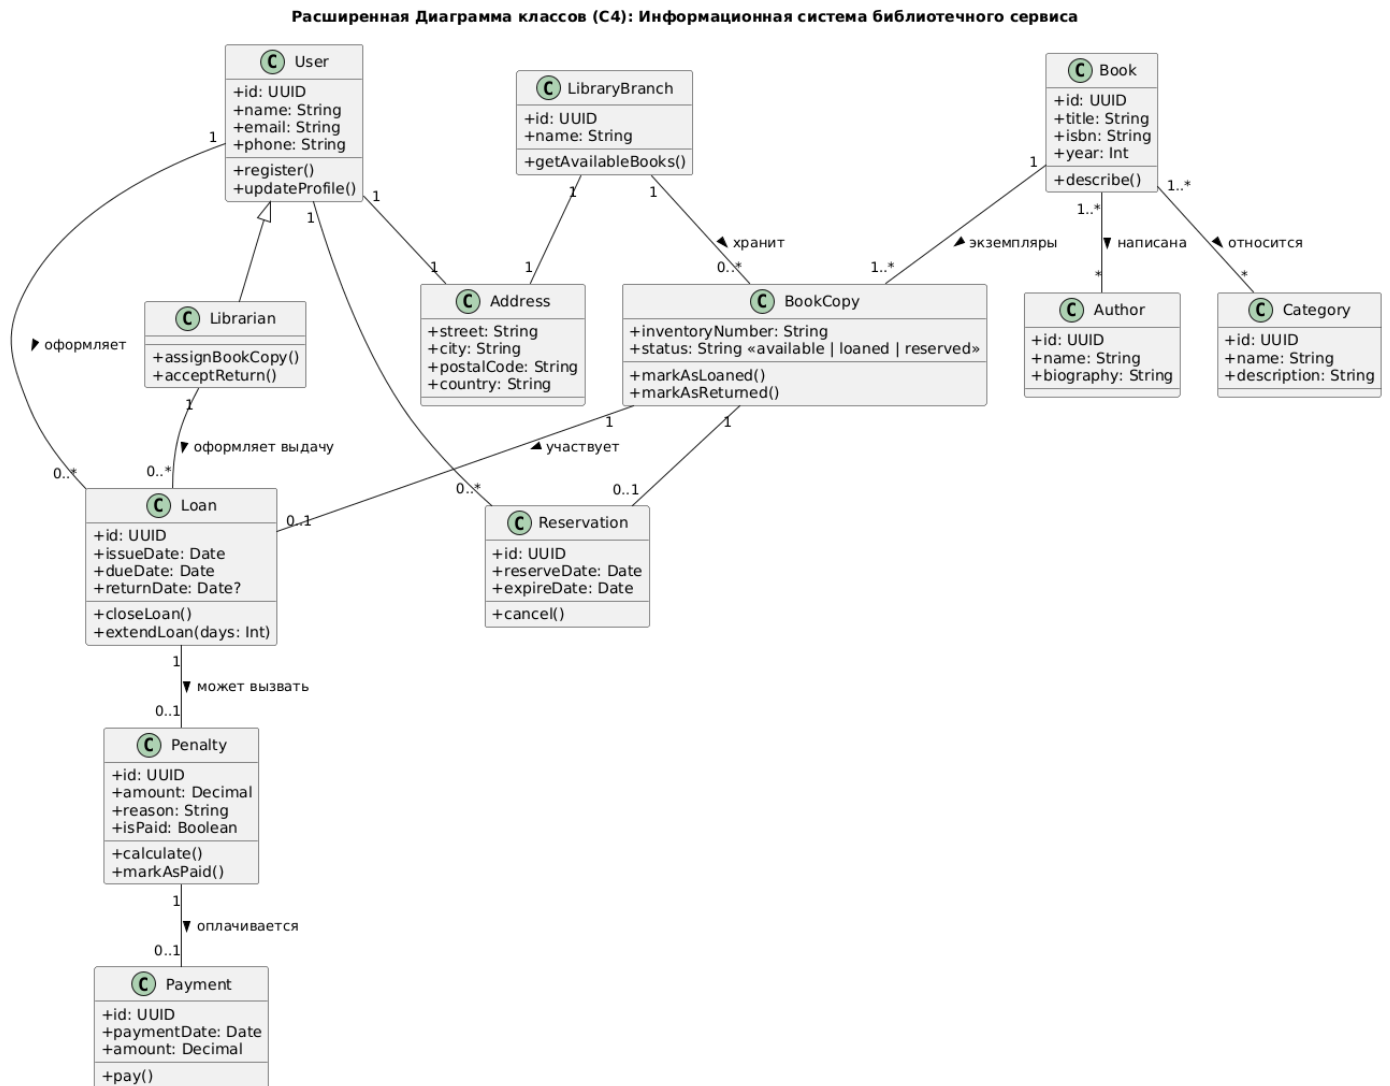 Расширенная Диаграмма классов (C4): Информационная система библиотечного сервиса
C User
+id: UUID
+name: String
+email: String
+phone: String
+register()
+updateProfile()
C LibraryBranch
+id: UUID
+name: String
+getAvailableBooks()
C Book
+id: UUID
+title: String
+isbn: String
+year: Int
+describe()
1
1
1
1
1
1
1..*
1..*
оформляет
хранит
экземпляры
написана
относится
1
1
0..*
1..*
*
*
C Librarian
+assignBookCopy()
+acceptReturn()
C Address
+street: String
+city: String
+postalCode: String
+country: String
C BookCopy
+inventoryNumber: String
+status: String «available | loaned | reserved»
+markAsLoaned()
+markAsReturned()
C Author
+id: UUID
+name: String
+biography: String
C Category
+id: UUID
+name: String
+description: String
1
1
1
оформляет выдачу
участвует
0..*
0..*
0..1
0..*
0..1
C Loan
+id: UUID
+issueDate: Date
+dueDate: Date
+returnDate: Date?
+closeLoan()
+extendLoan(days: Int)
C Reservation
+id: UUID
+reserveDate: Date
+expireDate: Date
+cancel()
1
может вызвать
0..1
C Penalty
+id: UUID
+amount: Decimal
+reason: String
+isPaid: Boolean
+calculate()
+markAsPaid()
1
оплачивается
0..1
C Payment
+id: UUID
+paymentDate: Date
+amount: Decimal
+pay()